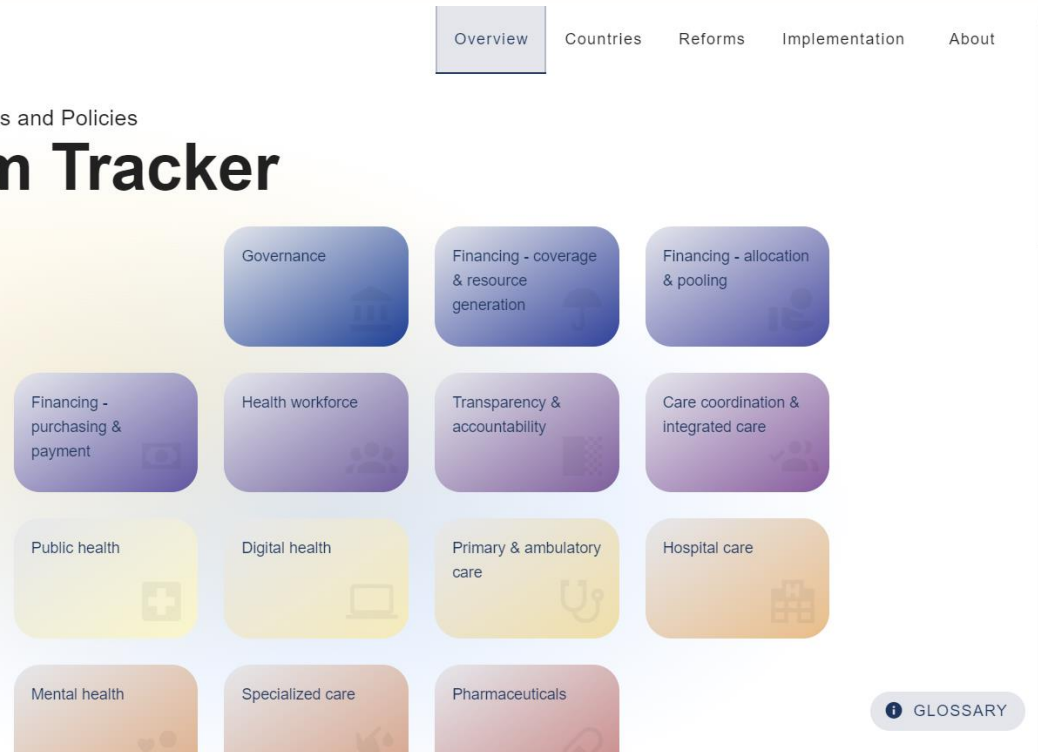 Overview Countries Reforms Implementation About
s and Policies
m Tracker
Governance
Financing - coverage
& resource
generation
Financing - allocation
& pooling
Financing -
purchasing &
payment
Health workforce
Transparency &
accountability
Care coordination &
integrated care
Public health
Digital health
Primary & ambulatory
care
Hospital care
Mental health
Specialized care
Pharmaceuticals
GLOSSARY